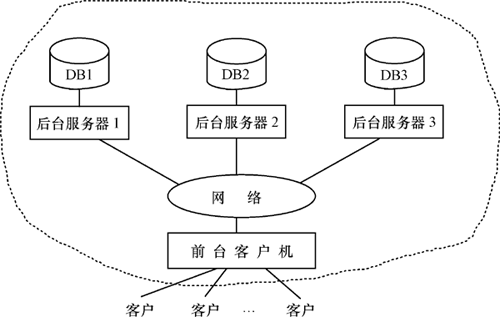 DB1 DB2 DB3
后台服务器 1 后台服务器 2 后台服务器 3
网 络
前 台 客 户 机
客户 客户 … 客户